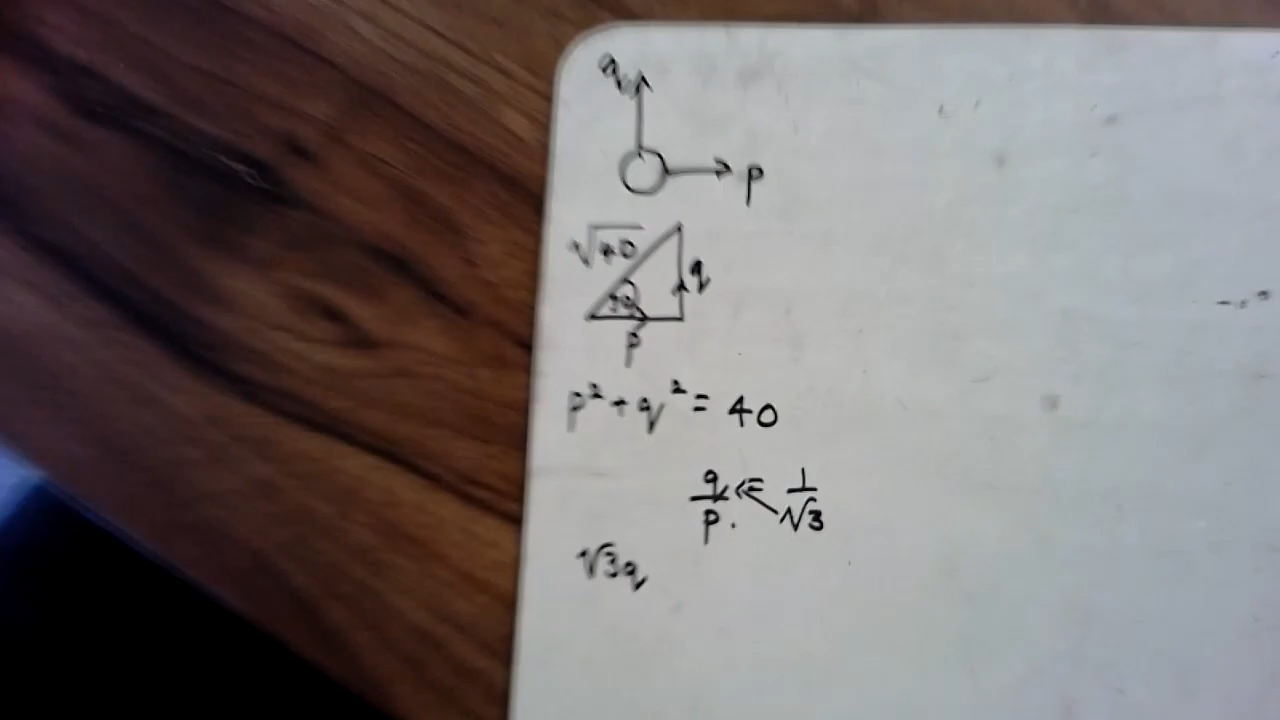 q
p
√40
q
30
p
p² + q² = 40
q/p. = 1/√3
√3q